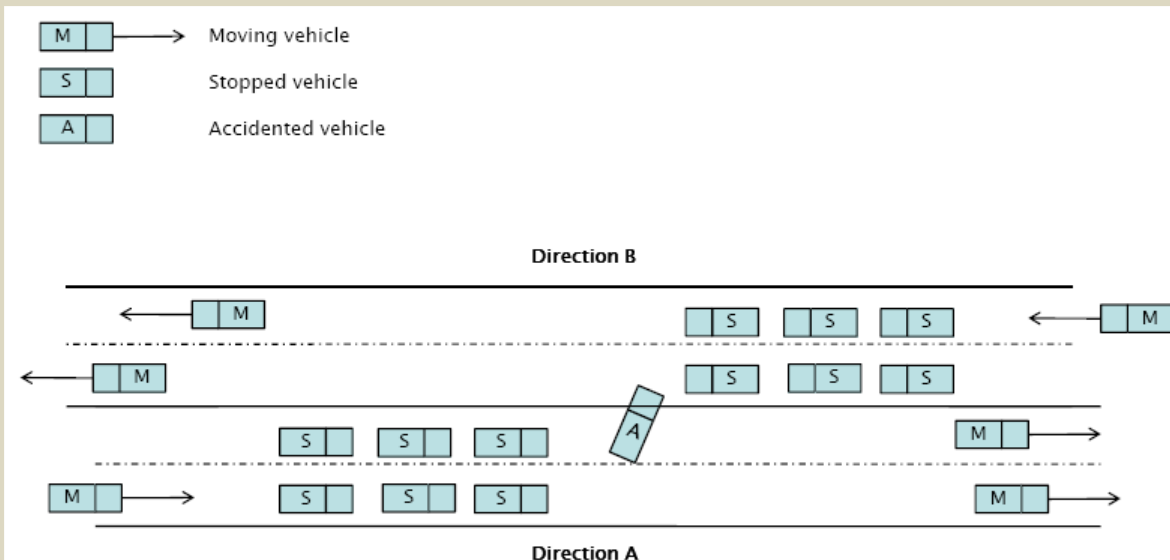 M Moving vehicle
S Stopped vehicle
A Accidented vehicle
Direction B
M S S S M
M S S S
A
S S S M
M S S S M
Direction A